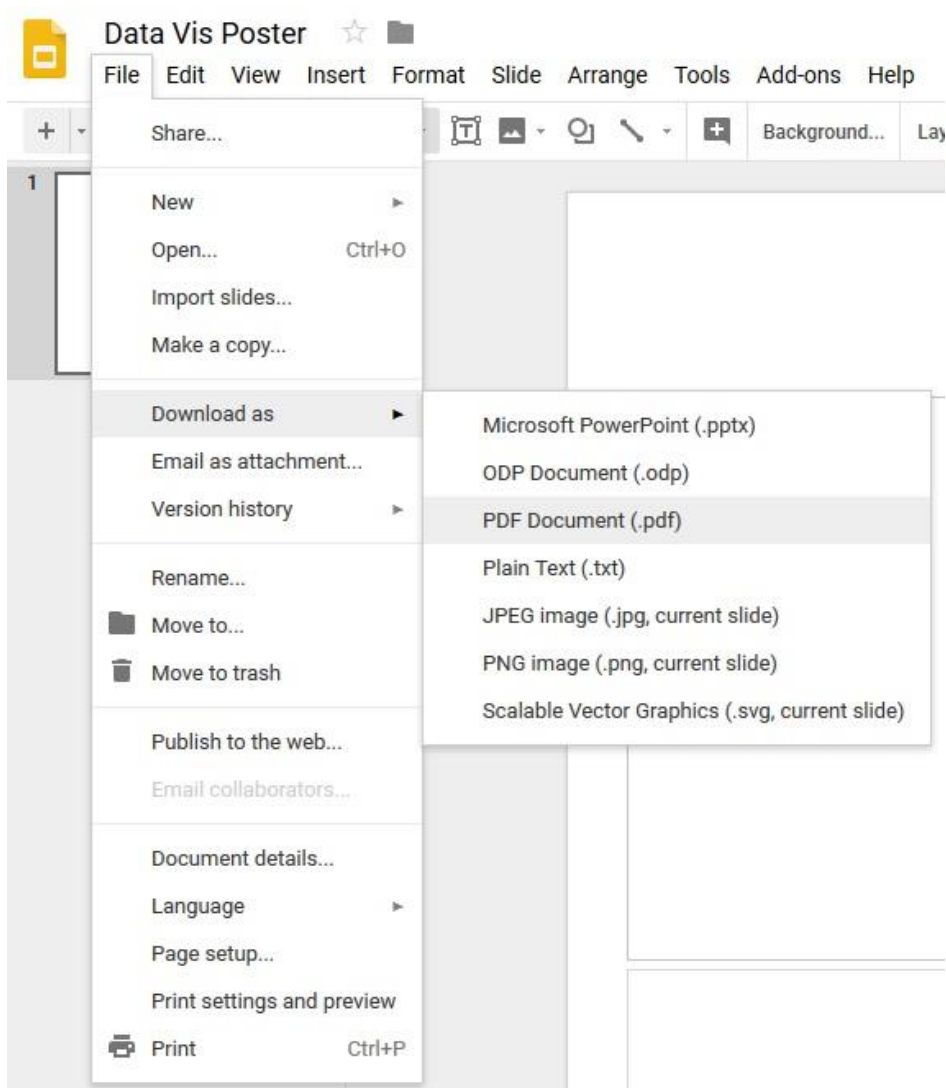 Data Vis Poster
File Edit View Insert Format Slide Arrange Tools Add-ons Help
Background...
1
Share...
New
Open... Ctrl+O
Import slides...
Make a copy...
Download as
Email as attachment...
Version history
Rename...
Move to...
Move to trash
Publish to the web...
Email collaborators...
Document details...
Language
Page setup...
Print settings and preview
Print Ctrl+P
Microsoft PowerPoint (.pptx)
ODP Document (.odp)
PDF Document (.pdf)
Plain Text (.txt)
JPEG image (.jpg, current slide)
PNG image (.png, current slide)
Scalable Vector Graphics (.svg, current slide)